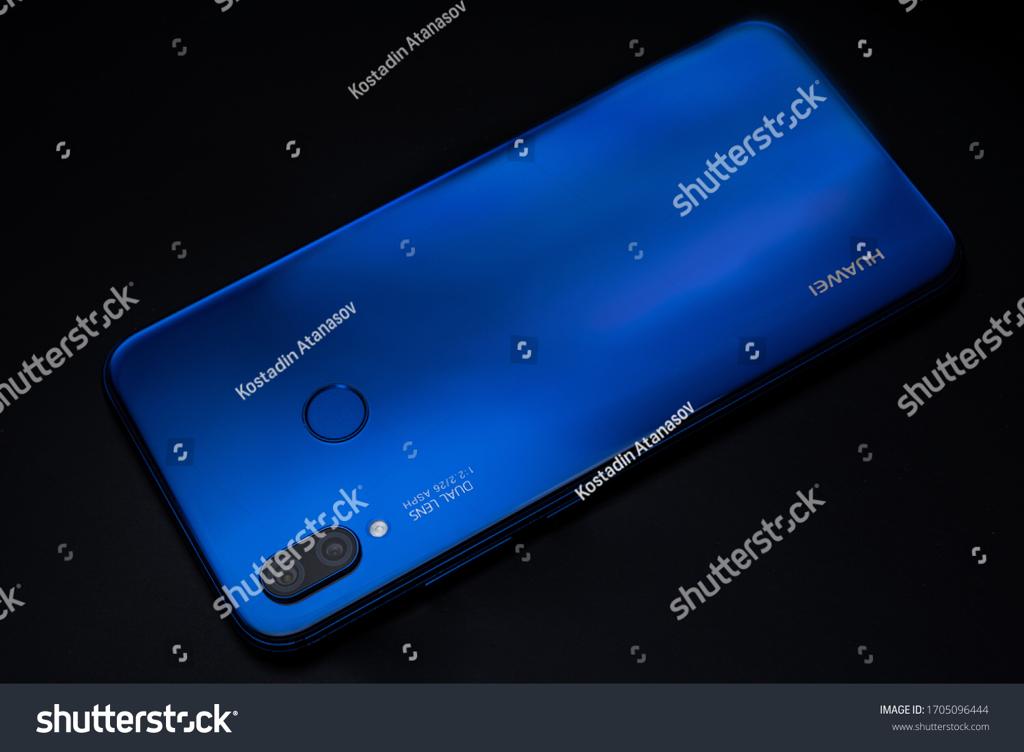 Kostadin Atanasov
shutterstock
HUAWEI
shutterstock
Kostadin Atanasov
shutterstock
Kostadin Atanasov
DUAL LENS
1:2.2/26 ASPH
shutterstock
shutterstock
shutterstock
IMAGE ID: 1705096444
www.shutterstock.com